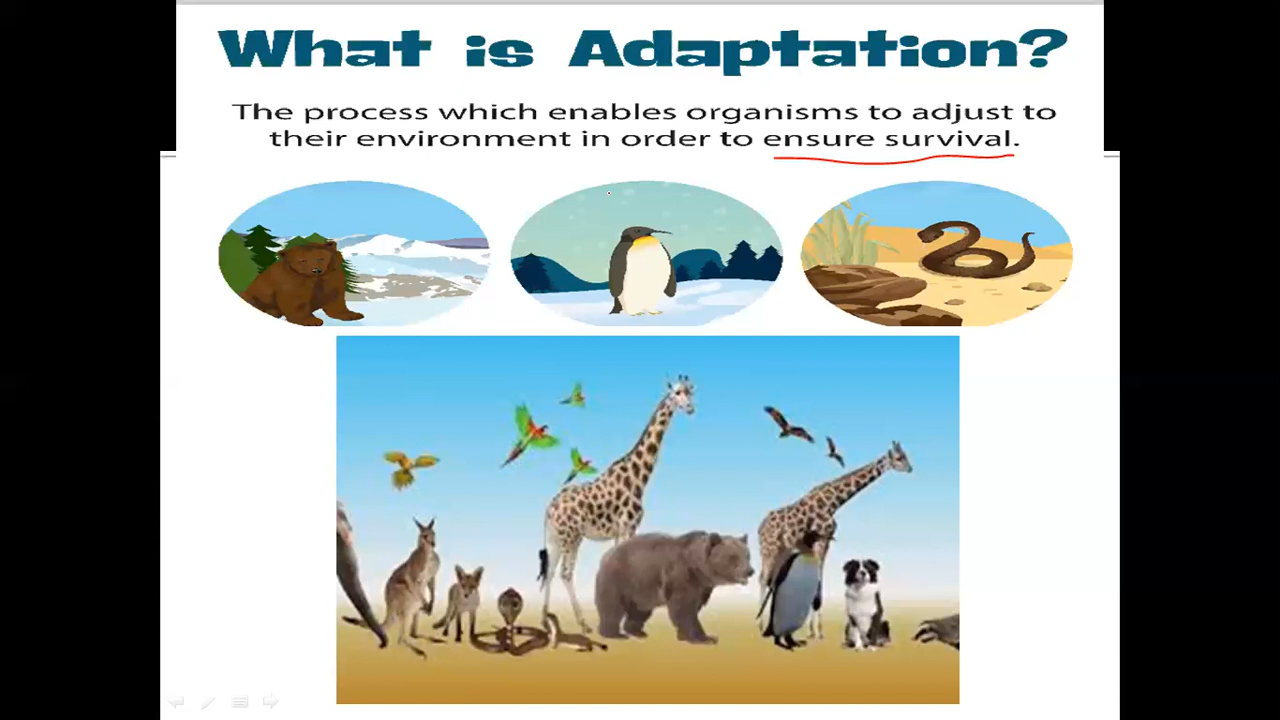 What is Adaptation?
The process which enables organisms to adjust to
their environment in order to ensure survival.